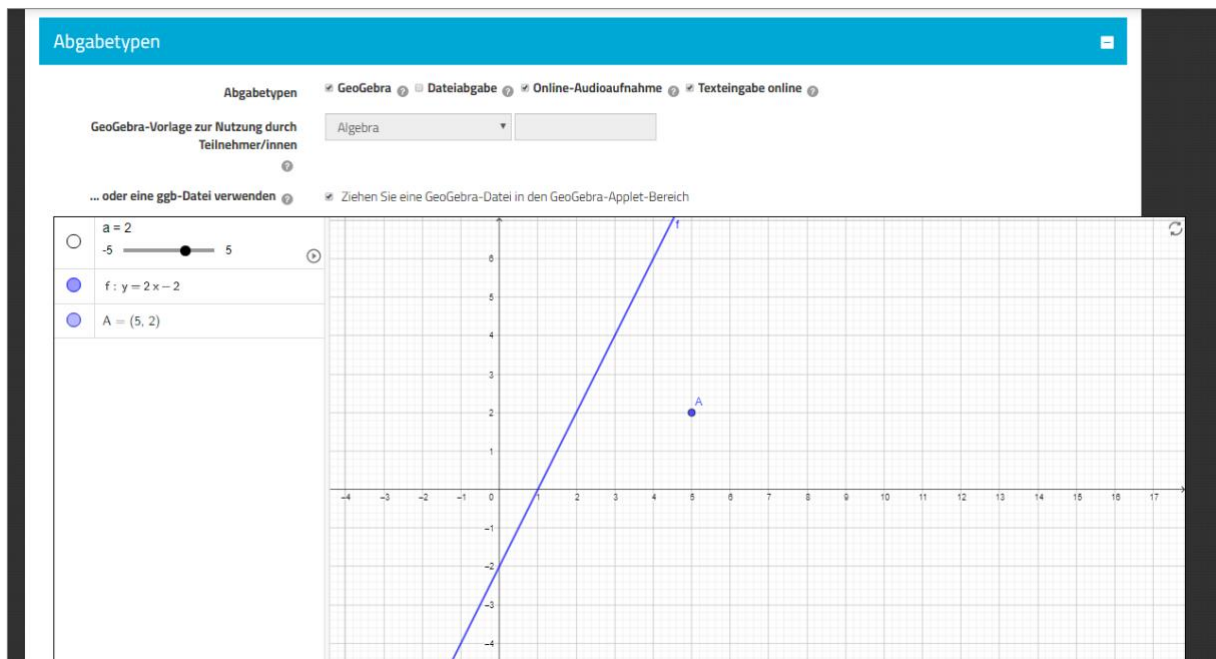 Abgabetypen
Abgabetypen GeoGebra Dateiabgabe Online-Audioaufnahme Texteingabe online
GeoGebra-Vorlage zur Nutzung durch Teilnehmer/innen Algebra
... oder eine ggb-Datei verwenden Ziehen Sie eine GeoGebra-Datei in den GeoGebra-Applet-Bereich
a = 2
-5 5
f : y = 2 x − 2
A = (5, 2)
f
6
5
4
3
A
2
1
−4 −3 −2 −1 0 1 2 3 4 5 6 7 8 9 10 11 12 13 14 15 16 17
−1
−2
−3
−4